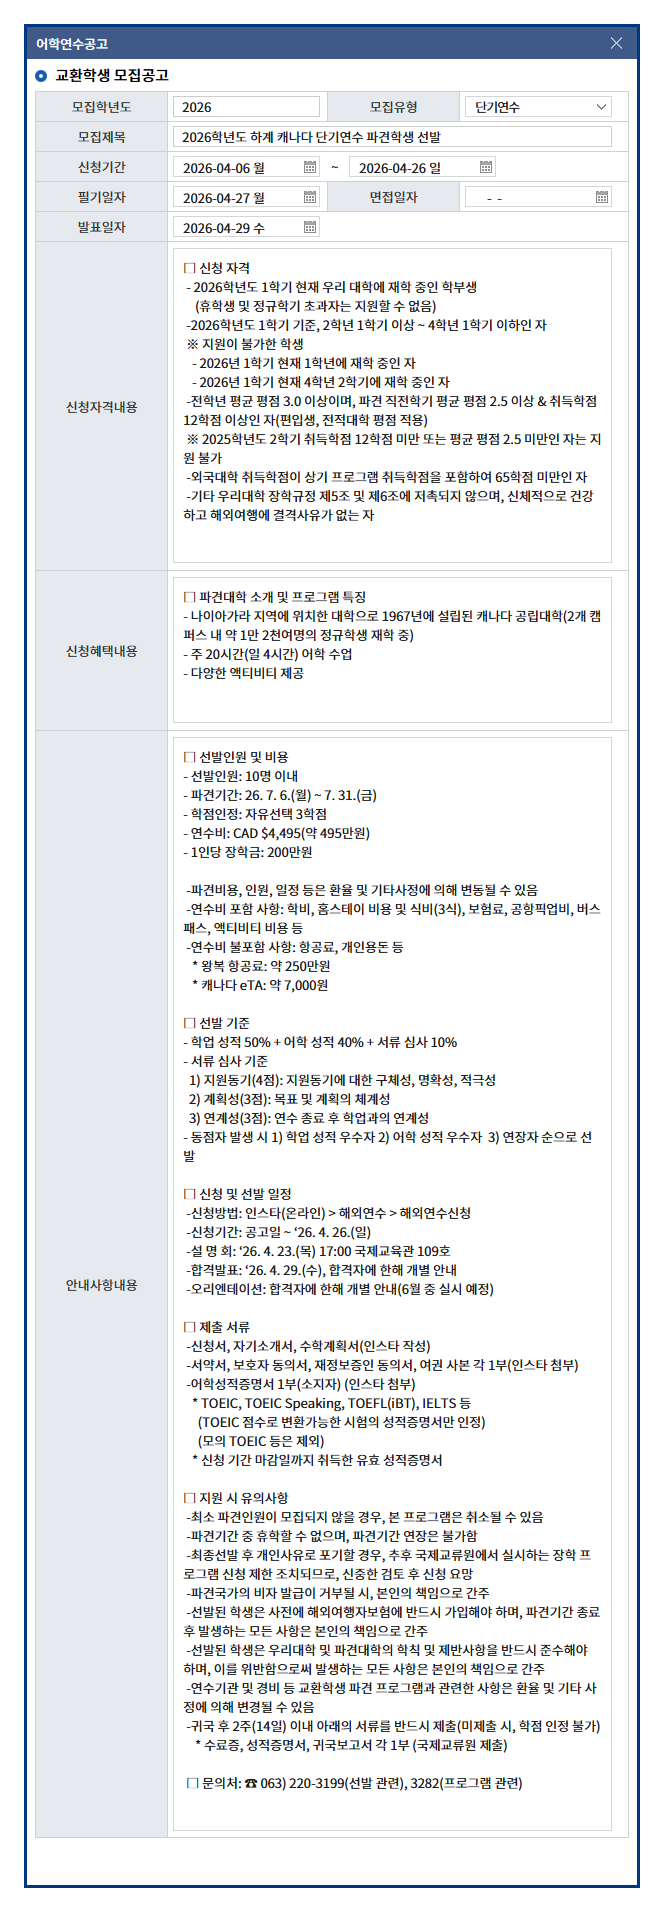 어학연수공고
교환학생 모집공고
모집학년도 2026 모집유형 단기연수
모집제목 2026학년도 하계 캐나다 단기연수 파견학생 선발
신청기간 2026-04-06 월 ~ 2026-04-26 일
필기일자 2026-04-27 월 면접일자 - -
발표일자 2026-04-29 수
신청자격내용
□ 신청 자격
- 2026학년도 1학기 현재 우리 대학에 재학 중인 학부생
(휴학생 및 정규학기 초과자는 지원할 수 없음)
-2026학년도 1학기 기준, 2학년 1학기 이상 ~ 4학년 1학기 이하인 자
※ 지원이 불가한 학생
- 2026년 1학기 현재 1학년에 재학 중인 자
- 2026년 1학기 현재 4학년 2학기에 재학 중인 자
-전학년 평균 평점 3.0 이상이며, 파견 직전학기 평균 평점 2.5 이상 & 취득학점
12학점 이상인 자(편입생, 전적대학 평점 적용)
※ 2025학년도 2학기 취득학점 12학점 미만 또는 평균 평점 2.5 미만인 자는 지
원 불가
-외국대학 취득학점이 상기 프로그램 취득학점을 포함하여 65학점 미만인 자
-기타 우리대학 장학규정 제5조 및 제6조에 저촉되지 않으며, 신체적으로 건강
하고 해외여행에 결격사유가 없는 자
신청혜택내용
□ 파견대학 소개 및 프로그램 특징
- 나이아가라 지역에 위치한 대학으로 1967년에 설립된 캐나다 공립대학(2개 캠
퍼스 내 약 1만 2천여명의 정규학생 재학 중)
- 주 20시간(일 4시간) 어학 수업
- 다양한 액티비티 제공
안내사항내용
□ 선발인원 및 비용
- 선발인원: 10명 이내
- 파견기간: 26. 7. 6.(월) ~ 7. 31.(금)
- 학점인정: 자유선택 3학점
- 연수비: CAD $4,495(약 495만원)
- 1인당 장학금: 200만원
-파견비용, 인원, 일정 등은 환율 및 기타사정에 의해 변동될 수 있음
-연수비 포함 사항: 학비, 홈스테이 비용 및 식비(3식), 보험료, 공항픽업비, 버스
패스, 액티비티 비용 등
-연수비 불포함 사항: 항공료, 개인용돈 등
* 왕복 항공료: 약 250만원
* 캐나다 eTA: 약 7,000원
□ 선발 기준
- 학업 성적 50% + 어학 성적 40% + 서류 심사 10%
- 서류 심사 기준
1) 지원동기(4점): 지원동기에 대한 구체성, 명확성, 적극성
2) 계획성(3점): 목표 및 계획의 체계성
3) 연계성(3점): 연수 종료 후 학업과의 연계성
- 동점자 발생 시 1) 학업 성적 우수자 2) 어학 성적 우수자  3) 연장자 순으로 선
발
□ 신청 및 선발 일정
-신청방법: 인스타(온라인) > 해외연수 > 해외연수신청
-신청기간: 공고일 ~ ‘26. 4. 26.(일)
-설 명 회: ‘26. 4. 23.(목) 17:00 국제교육관 109호
-합격발표: ‘26. 4. 29.(수), 합격자에 한해 개별 안내
-오리엔테이션: 합격자에 한해 개별 안내(6월 중 실시 예정)
□ 제출 서류
-신청서, 자기소개서, 수학계획서(인스타 작성)
-서약서, 보호자 동의서, 재정보증인 동의서, 여권 사본 각 1부(인스타 첨부)
-어학성적증명서 1부(소지자) (인스타 첨부)
* TOEIC, TOEIC Speaking, TOEFL(iBT), IELTS 등
(TOEIC 점수로 변환가능한 시험의 성적증명서만 인정)
(모의 TOEIC 등은 제외)
* 신청 기간 마감일까지 취득한 유효 성적증명서
□ 지원 시 유의사항
-최소 파견인원이 모집되지 않을 경우, 본 프로그램은 취소될 수 있음
-파견기간 중 휴학할 수 없으며, 파견기간 연장은 불가함
-최종선발 후 개인사유로 포기할 경우, 추후 국제교류원에서 실시하는 장학 프
로그램 신청 제한 조치되므로, 신중한 검토 후 신청 요망
-파견국가의 비자 발급이 거부될 시, 본인의 책임으로 간주
-선발된 학생은 사전에 해외여행자보험에 반드시 가입해야 하며, 파견기간 종료
후 발생하는 모든 사항은 본인의 책임으로 간주
-선발된 학생은 우리대학 및 파견대학의 학칙 및 제반사항을 반드시 준수해야
하며, 이를 위반함으로써 발생하는 모든 사항은 본인의 책임으로 간주
-연수기관 및 경비 등 교환학생 파견 프로그램과 관련한 사항은 환율 및 기타 사
정에 의해 변경될 수 있음
-귀국 후 2주(14일) 이내 아래의 서류를 반드시 제출(미제출 시, 학점 인정 불가)
* 수료증, 성적증명서, 귀국보고서 각 1부 (국제교류원 제출)
□ 문의처: ☎ 063) 220-3199(선발 관련), 3282(프로그램 관련)